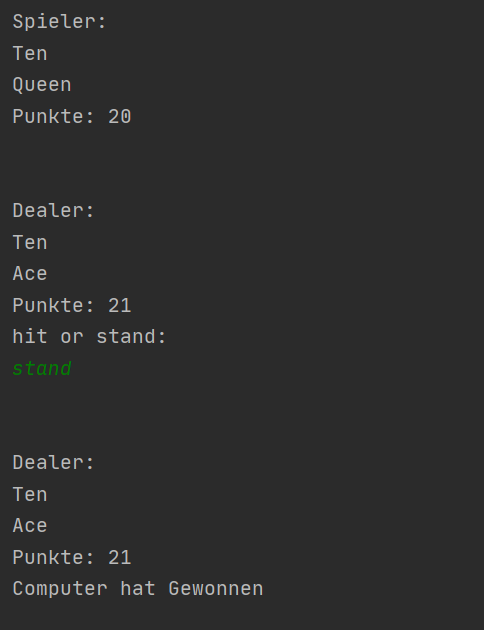 Spieler:
Ten
Queen
Punkte: 20
Dealer:
Ten
Ace
Punkte: 21
hit or stand:
stand
Dealer:
Ten
Ace
Punkte: 21
Computer hat Gewonnen